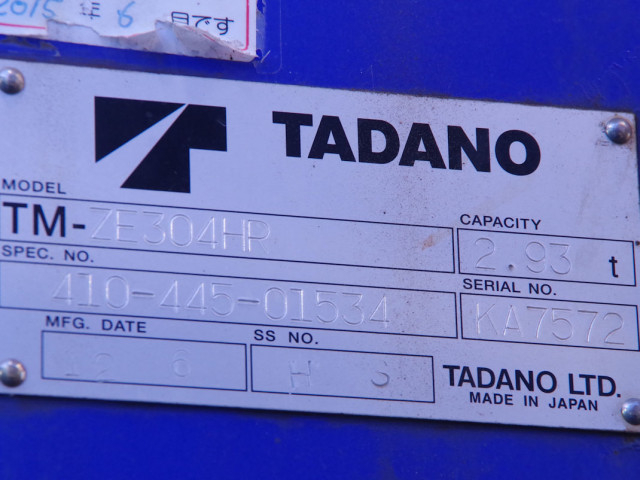 2015 年 6 月です
TADANO
MODEL
TM-ZE304HP
CAPACITY
2.93 t
SPEC. NO.
410-445-01534
SERIAL NO.
KA7572
MFG. DATE
SS NO.
12 6
H S
TADANO LTD.
MADE IN JAPAN